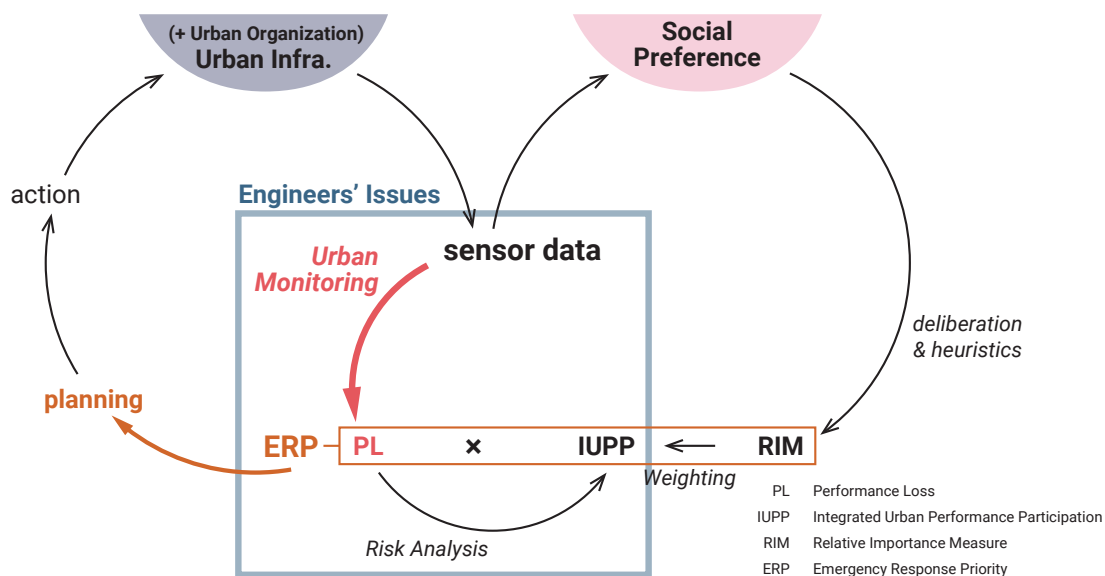 (+ Urban Organization)
Urban Infra.
Social
Preference
action
Engineers’ Issues
sensor data
Urban
Monitoring
deliberation
& heuristics
planning
ERP PL × IUPP RIM
Weighting
Risk Analysis
PL Performance Loss
IUPP Integrated Urban Performance Participation
RIM Relative Importance Measure
ERP Emergency Response Priority